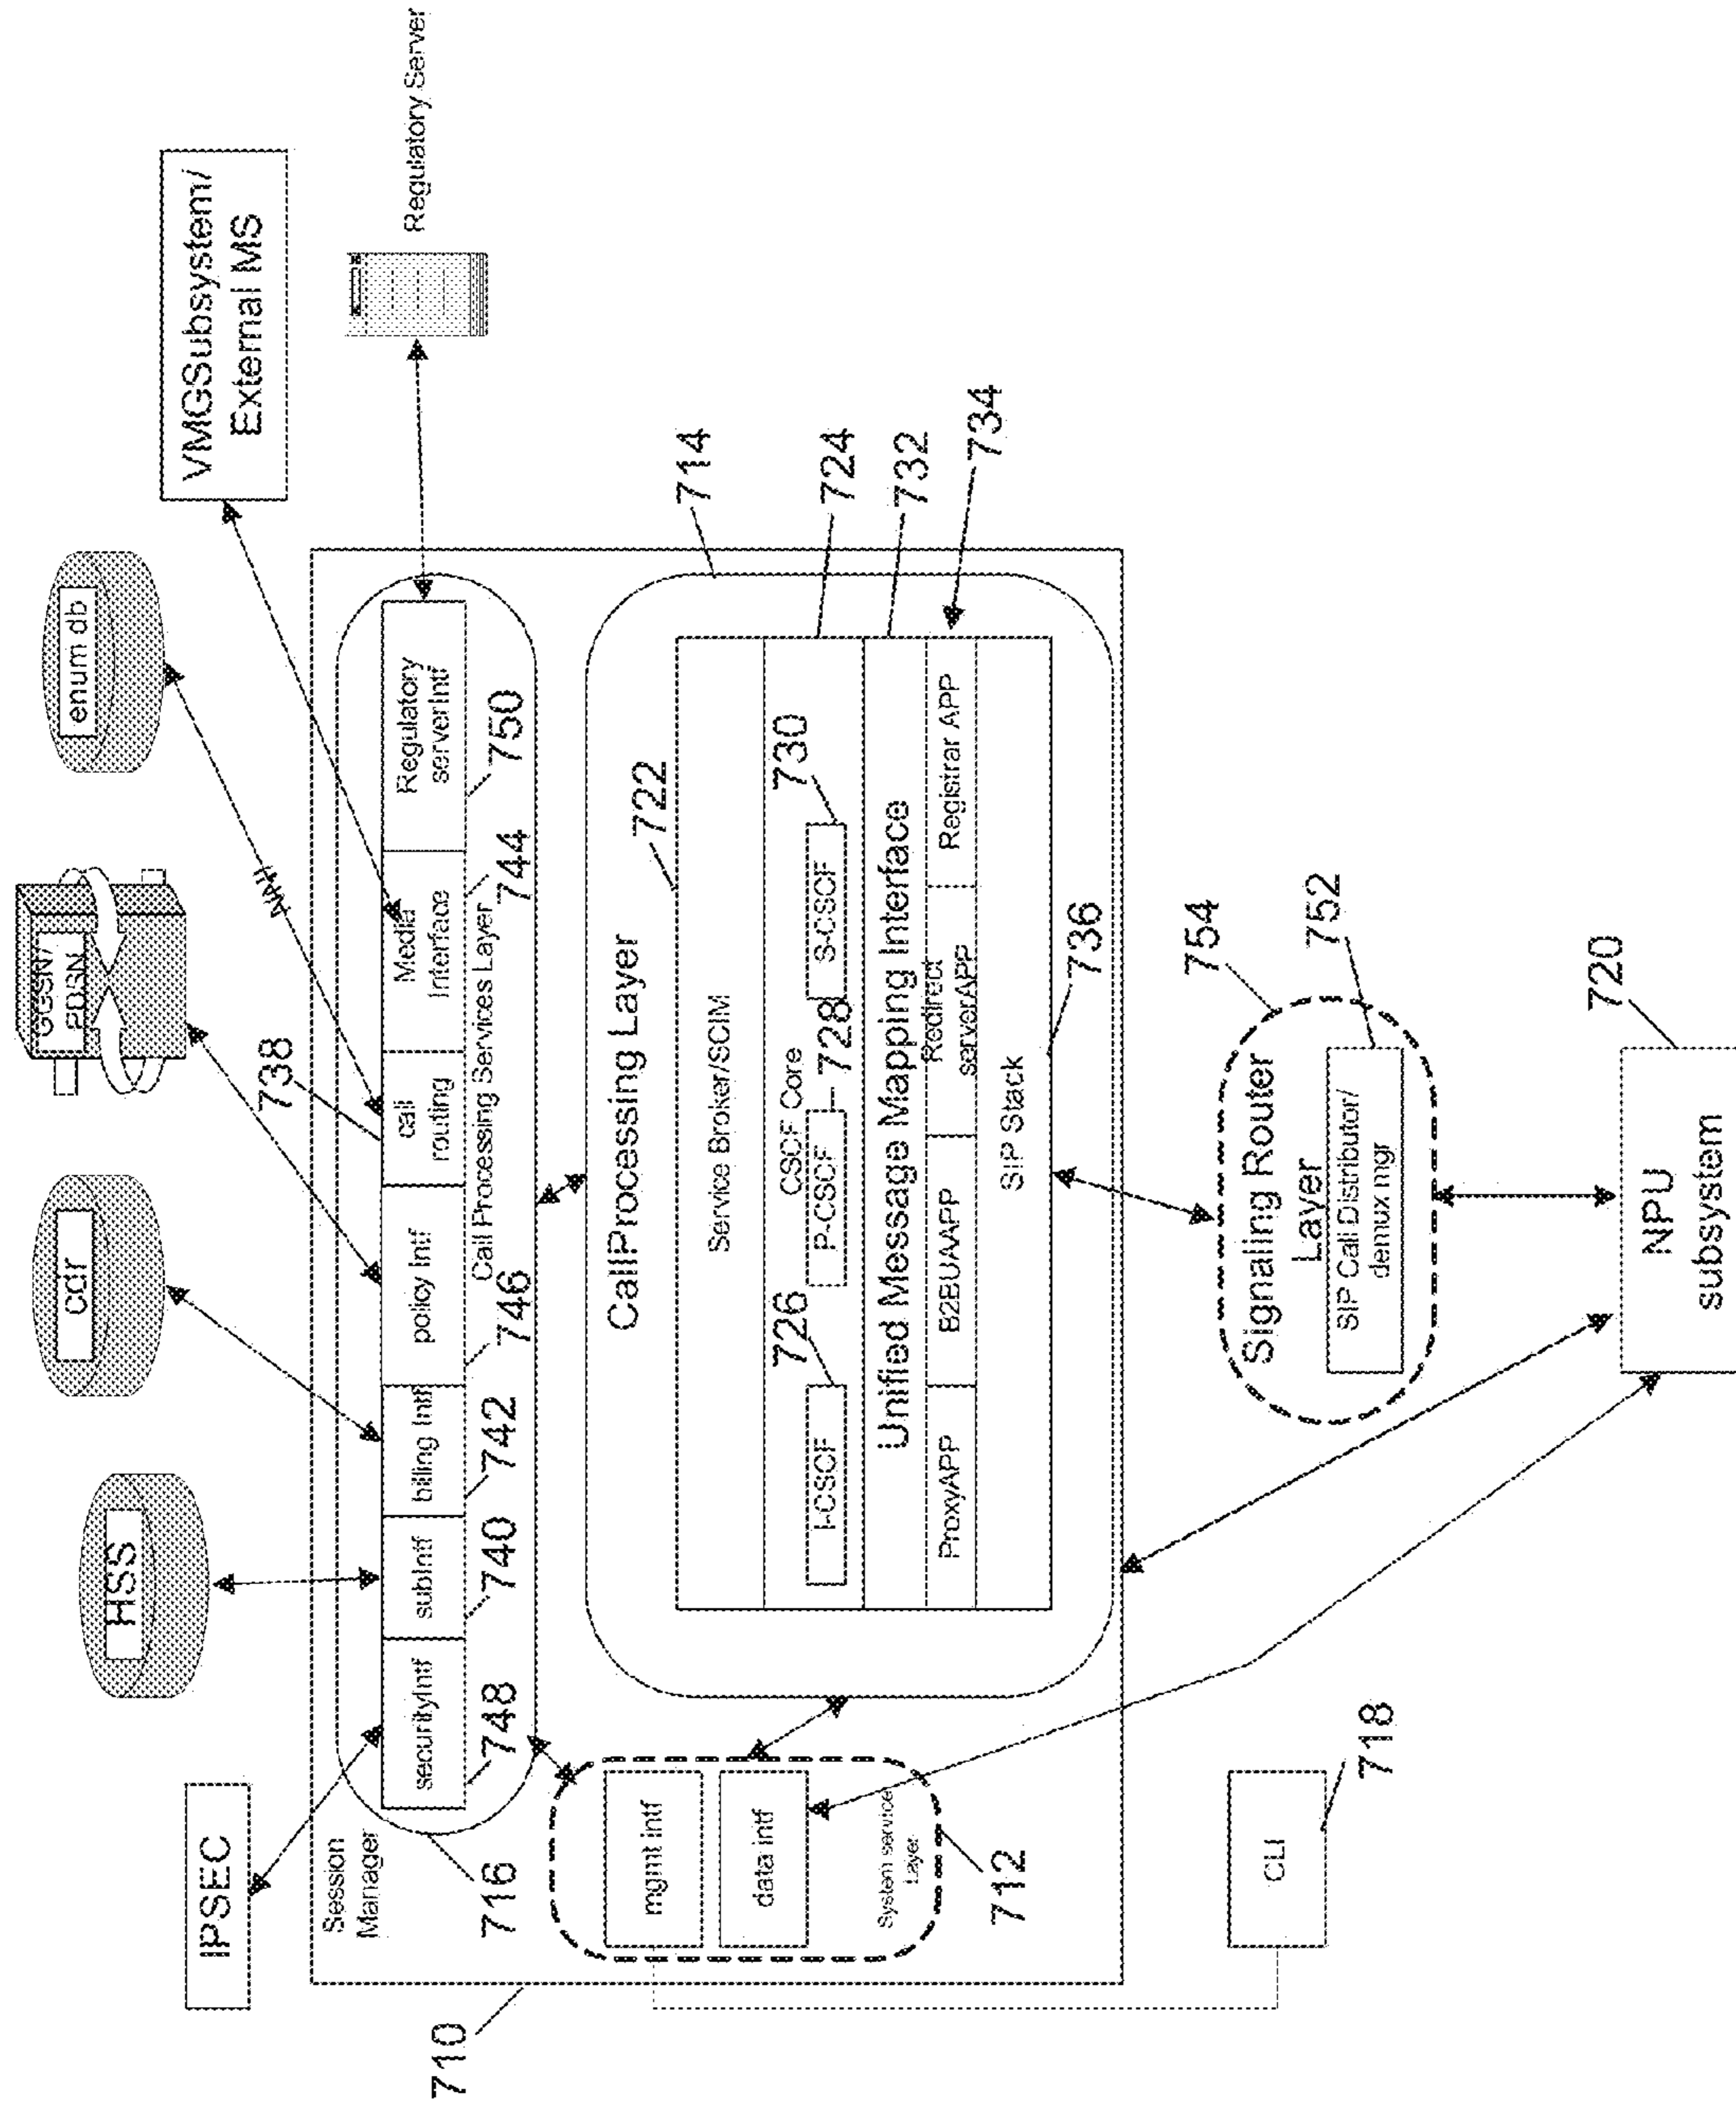 IPSEC
HSS
cdr
GGSN/
PDSN
enum db
VMGSubsystem/
External MS
Regulatory Server
710
Session
Manager
716
securityIntf
subIntf
billing Intf
policy Intf
call
routing
Media
Interface
Regulatory
serverIntf
748
740
742
746
738
744
750
Call Processing Services Layer
mgmt intf
data intf
System service
Layer
712
CLI
718
CallProcessing Layer
722
714
Service Broker/SCIM
CSCF Core
724
726
I-CSCF
P-CSCF
728
S-CSCF
730
Unified Message Mapping Interface
732
ProxyAPP
B2BUAAPP
Redirect
serverAPP
Registrar APP
734
SIP Stack
736
Signaling Router
Layer
754
SIP Call Distributor/
demux mgr
752
NPU
subsystem
720